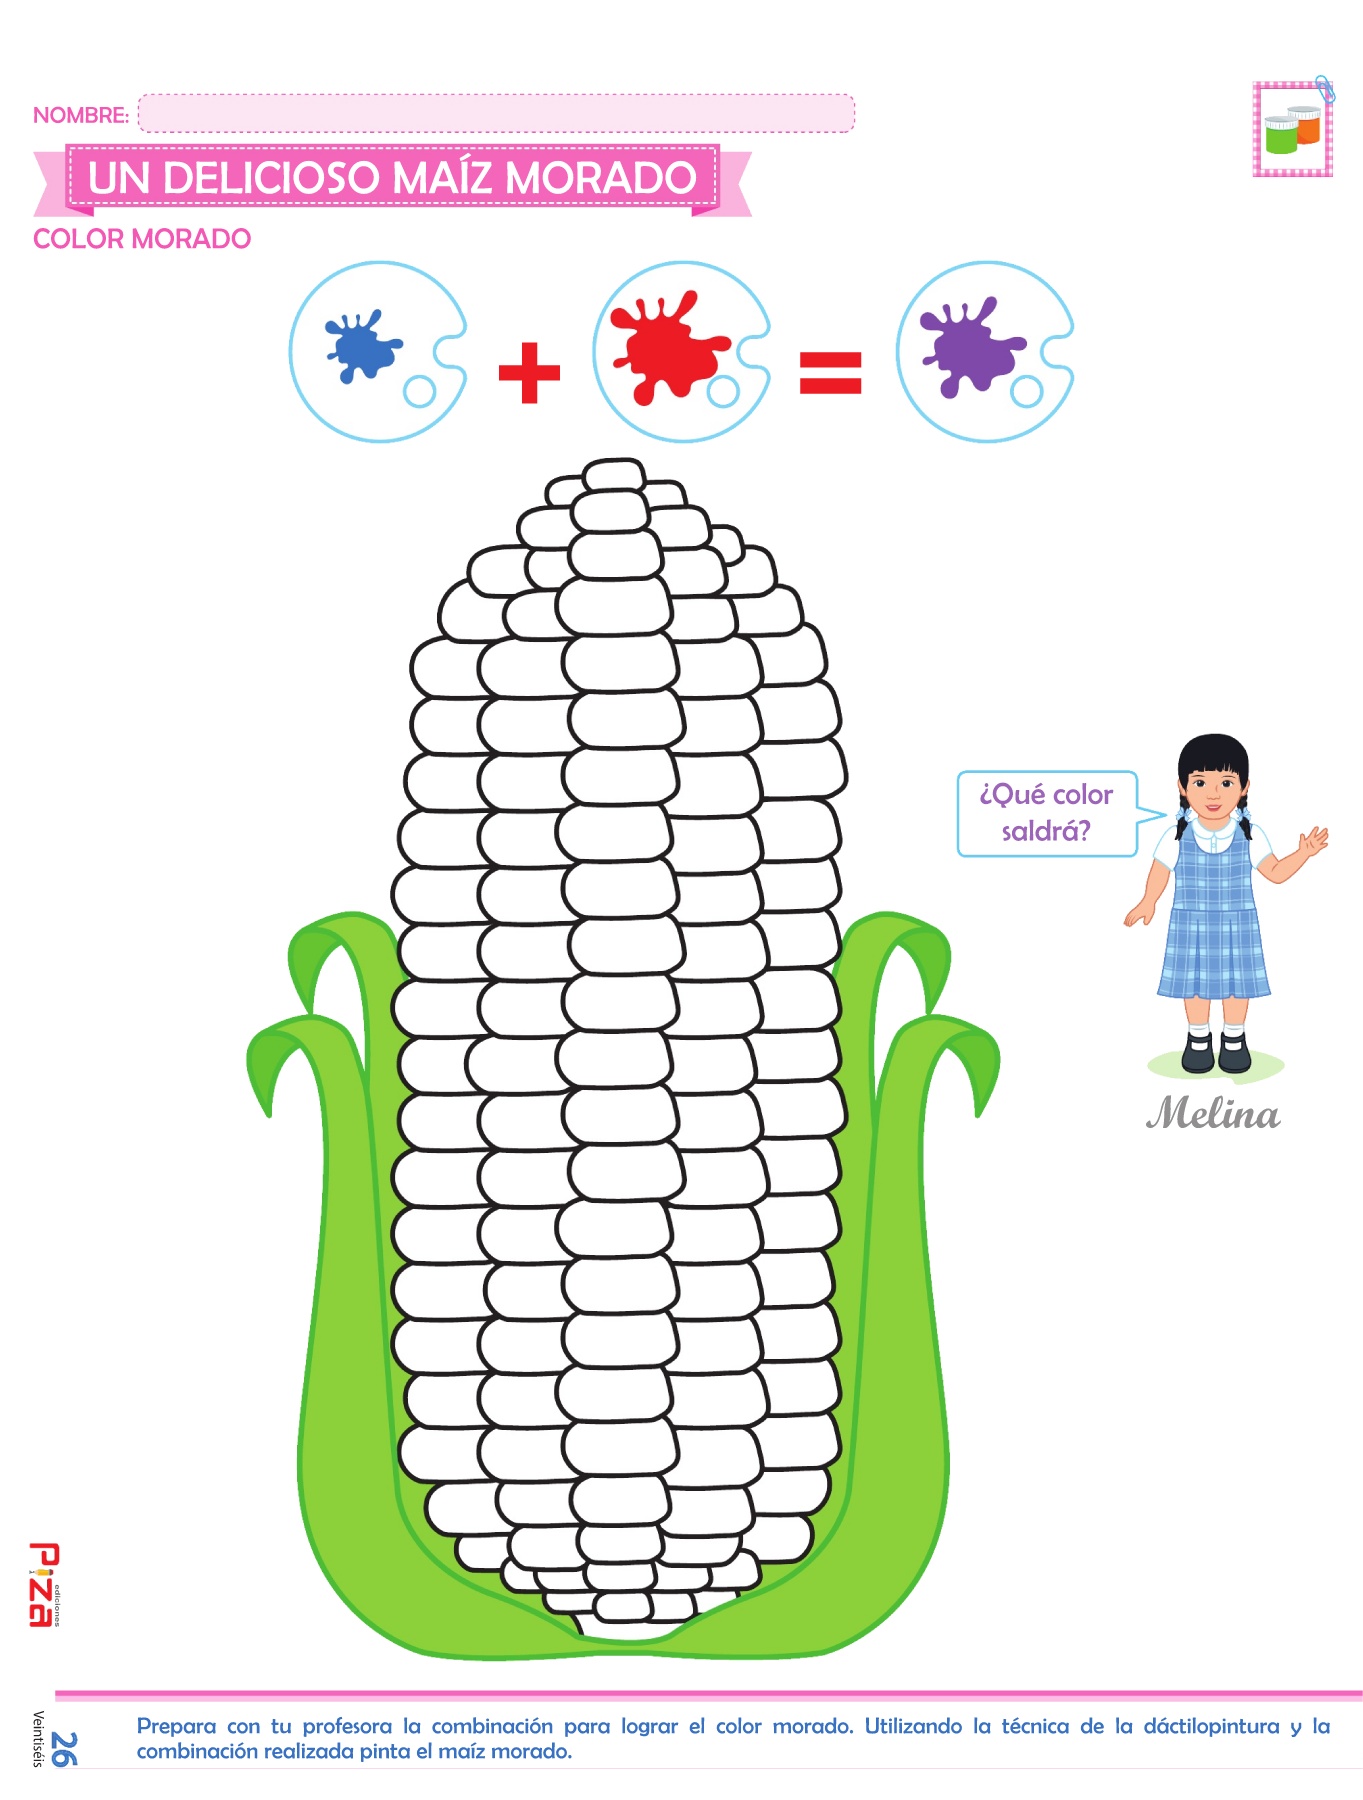 NOMBRE:
UN DELICIOSO MAÍZ MORADO
COLOR MORADO
¿Qué color
saldrá?
Melina
Piza
ediciones
26
Veintiséis
Prepara con tu profesora la combinación para lograr el color morado. Utilizando la técnica de la dáctilopintura y la
combinación realizada pinta el maíz morado.